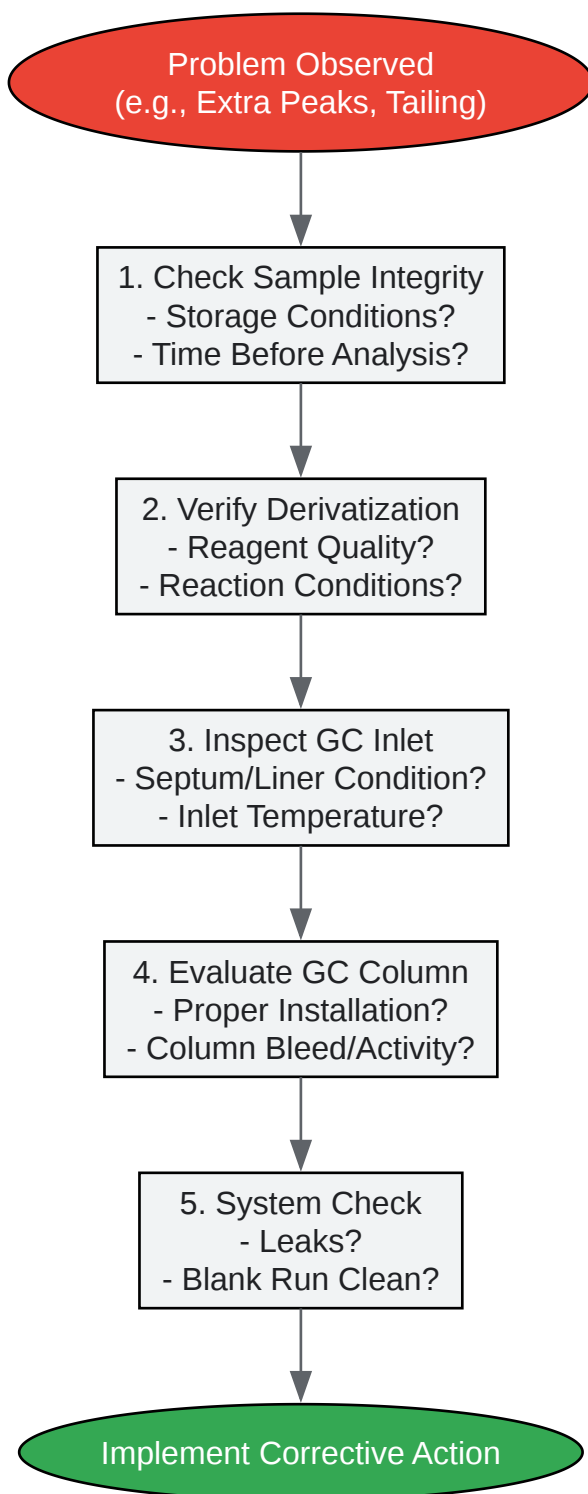 Problem Observed
(e.g., Extra Peaks, Tailing)
1. Check Sample Integrity
- Storage Conditions?
- Time Before Analysis?
2. Verify Derivatization
- Reagent Quality?
- Reaction Conditions?
3. Inspect GC Inlet
- Septum/Liner Condition?
- Inlet Temperature?
4. Evaluate GC Column
- Proper Installation?
- Column Bleed/Activity?
5. System Check
- Leaks?
- Blank Run Clean?
Implement Corrective Action